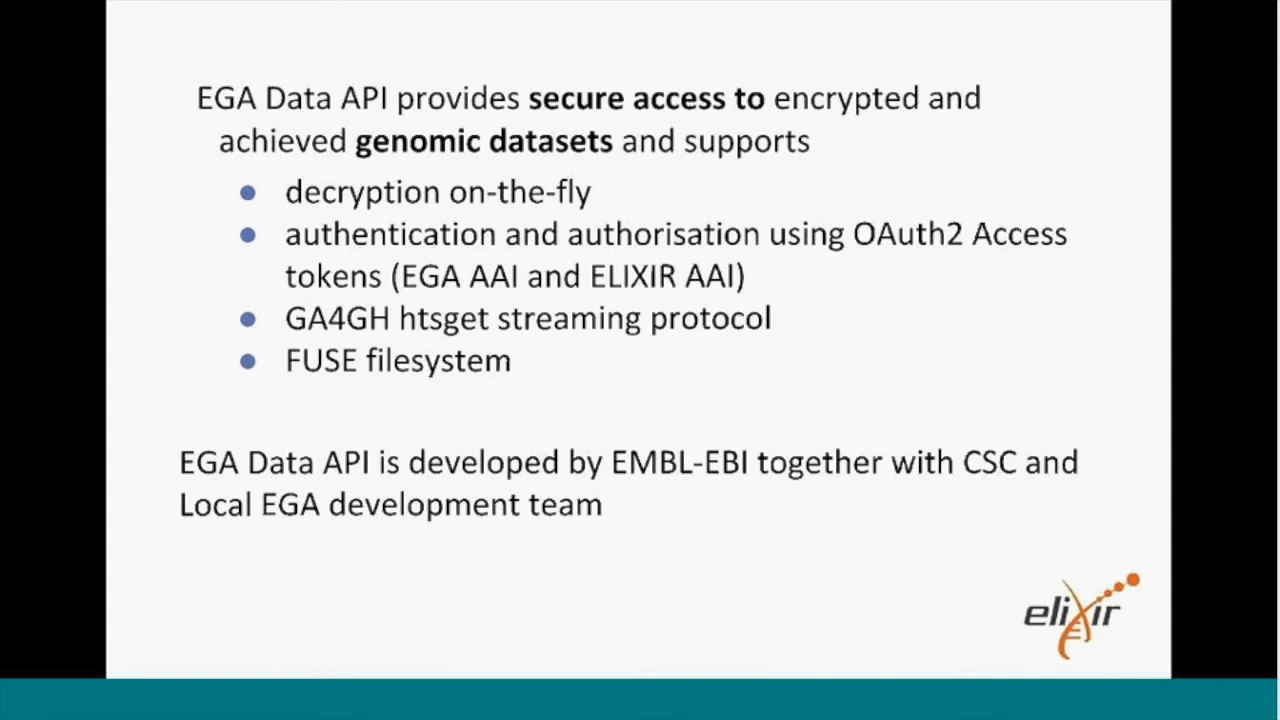 EGA Data API provides secure access to encrypted and
achieved genomic datasets and supports
● decryption on-the-fly
● authentication and authorisation using OAuth2 Access
tokens (EGA AAI and ELIXIR AAI)
● GA4GH htsget streaming protocol
● FUSE filesystem
EGA Data API is developed by EMBL-EBI together with CSC and
Local EGA development team
elixir